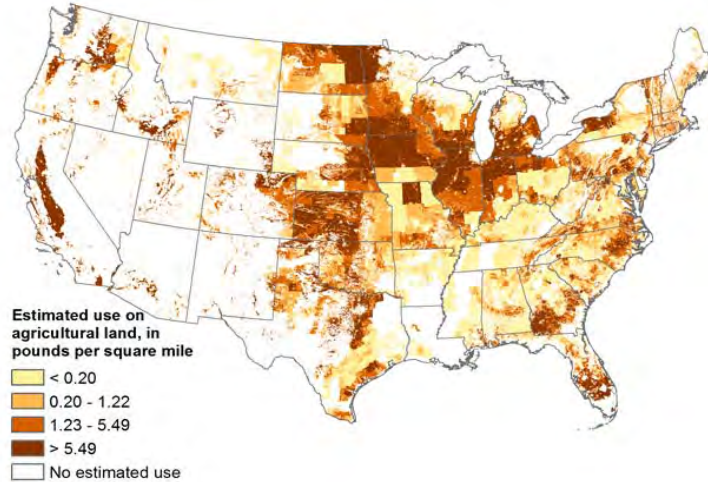 Estimated use on
agricultural land, in
pounds per square mile
< 0.20
0.20 - 1.22
1.23 - 5.49
> 5.49
No estimated use